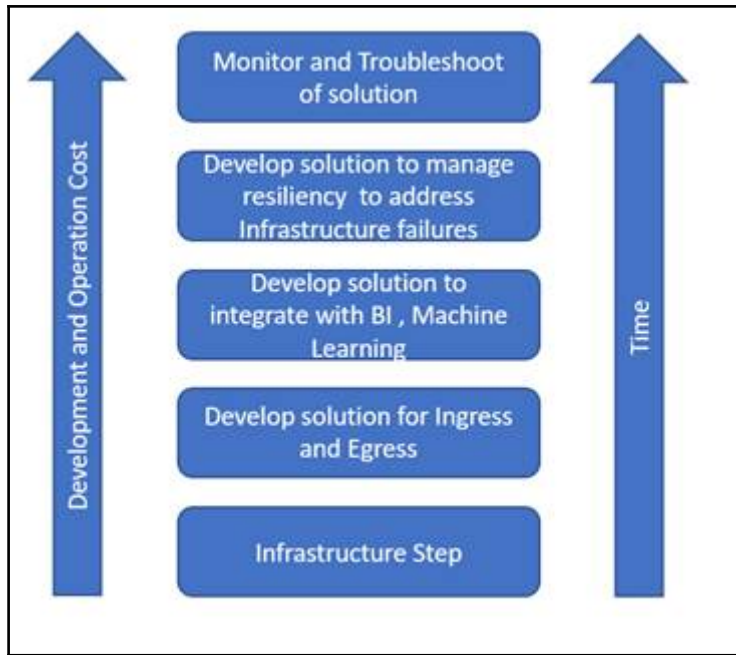 Development and Operation Cost
Monitor and Troubleshoot
of solution
Develop solution to manage
resiliency to address
Infrastructure failures
Develop solution to
integrate with BI , Machine
Learning
Develop solution for Ingress
and Egress
Infrastructure Step
Time